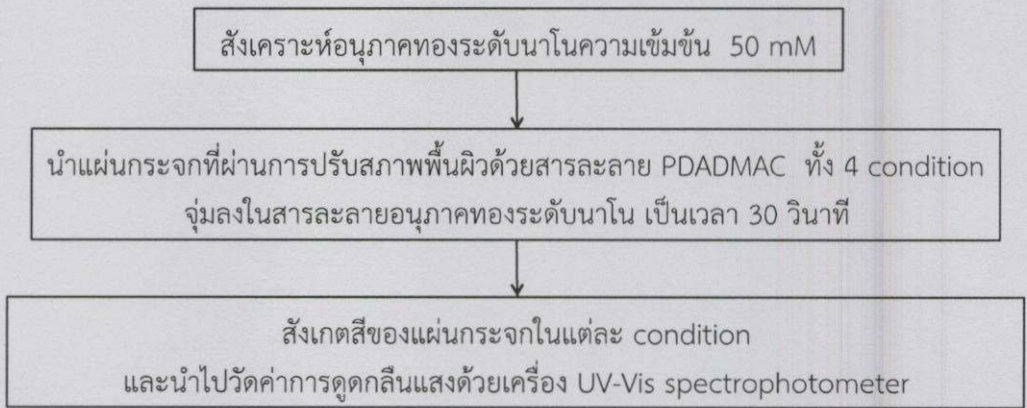 สังเคราะห์อนุภาคทองระดับนาโนความเข้มข้น 50 mM
นำแผ่นกระจกที่ผ่านการปรับสภาพพื้นผิวด้วยสารละลาย PDADMAC ทั้ง 4 condition
จุ่มลงในสารละลายอนุภาคทองระดับนาโน เป็นเวลา 30 วินาที
สังเกตสีของแผ่นกระจกในแต่ละ condition
และนำไปวัดค่าการดูดกลืนแสงด้วยเครื่อง UV-Vis spectrophotometer